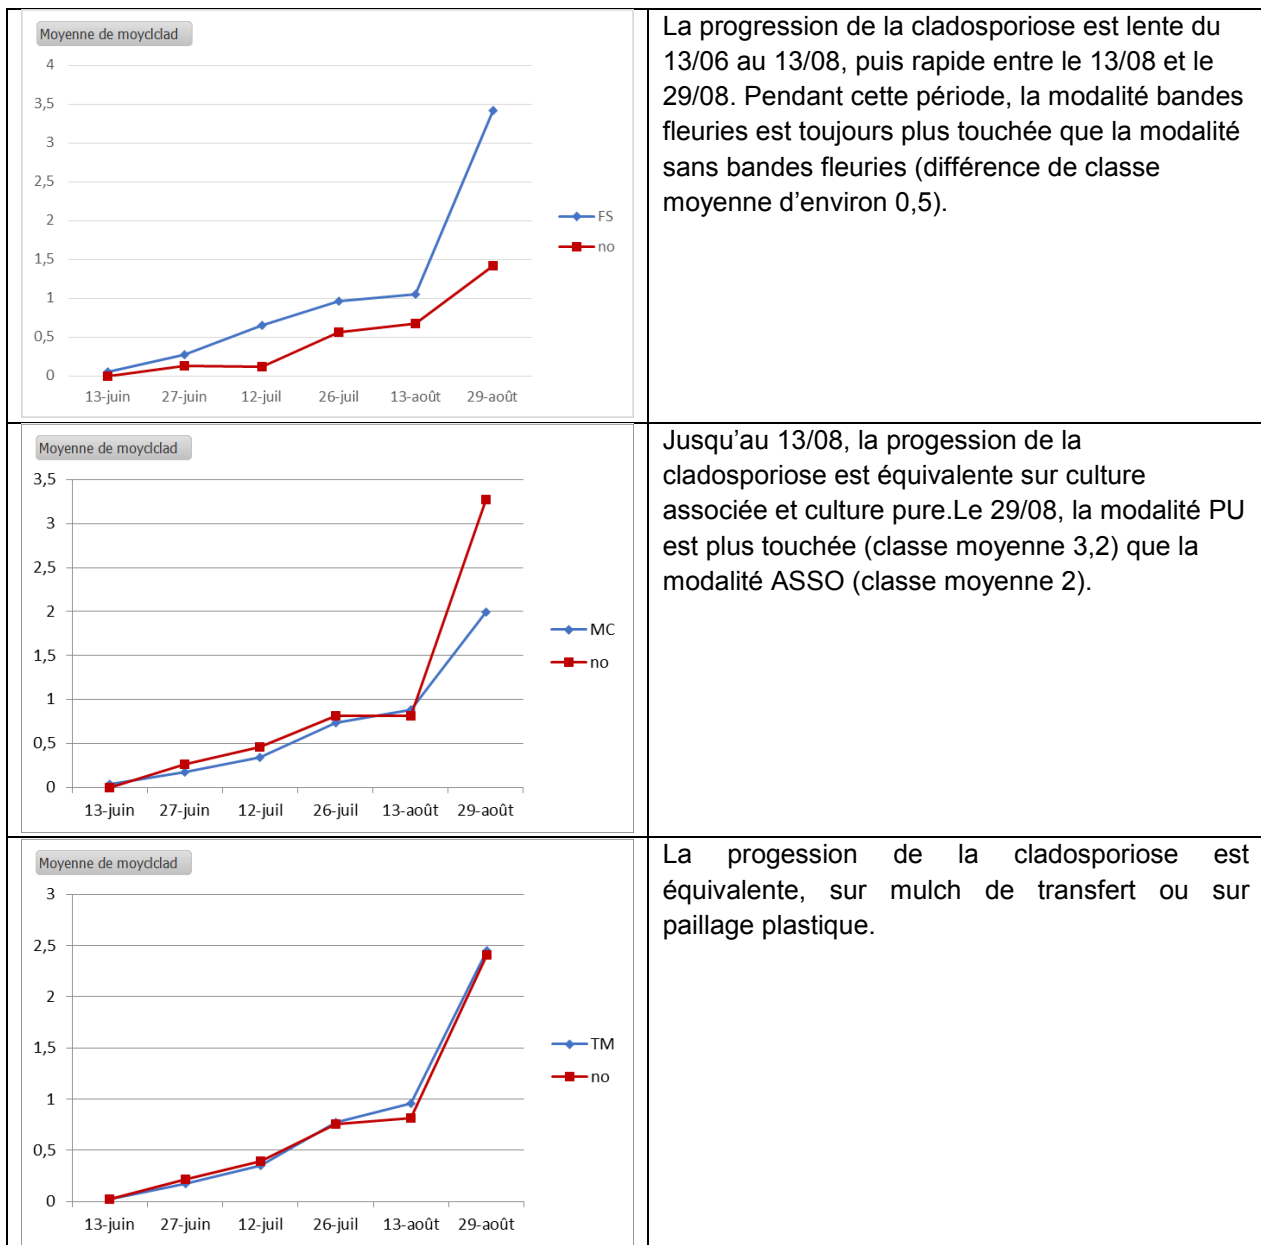 Moyenne de moyclclad
4
3,5
3
2,5
2
1,5
1
0,5
0
13-juin 27-juin 12-juil 26-juil 13-août 29-août
FS
no
La progression de la cladosporiose est lente du
13/06 au 13/08, puis rapide entre le 13/08 et le
29/08. Pendant cette période, la modalité bandes
fleuries est toujours plus touchée que la modalité
sans bandes fleuries (différence de classe
moyenne d’environ 0,5).
Moyenne de moyclclad
3,5
3
2,5
2
1,5
1
0,5
0
13-juin 27-juin 12-juil 26-juil 13-août 29-août
MC
no
Jusqu’au 13/08, la progession de la
cladosporiose est équivalente sur culture
associée et culture pure.Le 29/08, la modalité PU
est plus touchée (classe moyenne 3,2) que la
modalité ASSO (classe moyenne 2).
Moyenne de moyclclad
3
2,5
2
1,5
1
0,5
0
13-juin 27-juin 12-juil 26-juil 13-août 29-août
TM
no
La progession de la cladosporiose est
équivalente, sur mulch de transfert ou sur
paillage plastique.